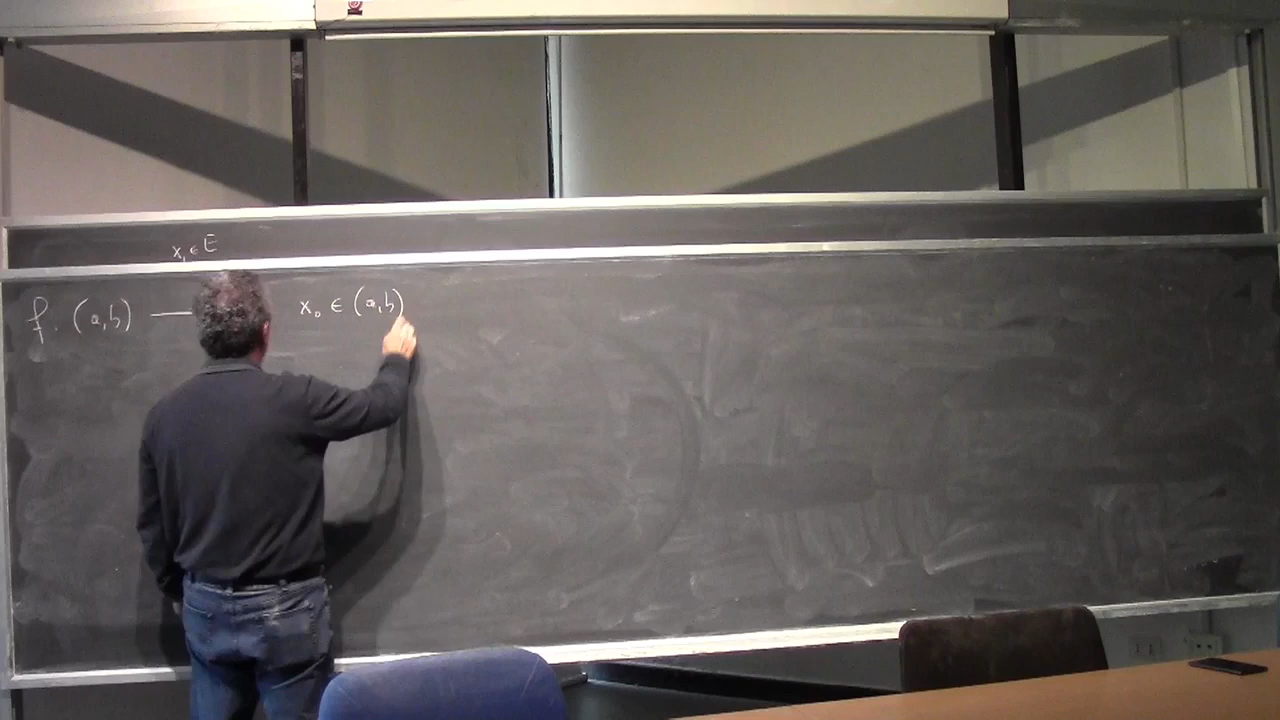 x₁ ∈ E
f: (a,b) — x₀ ∈ (a,b)